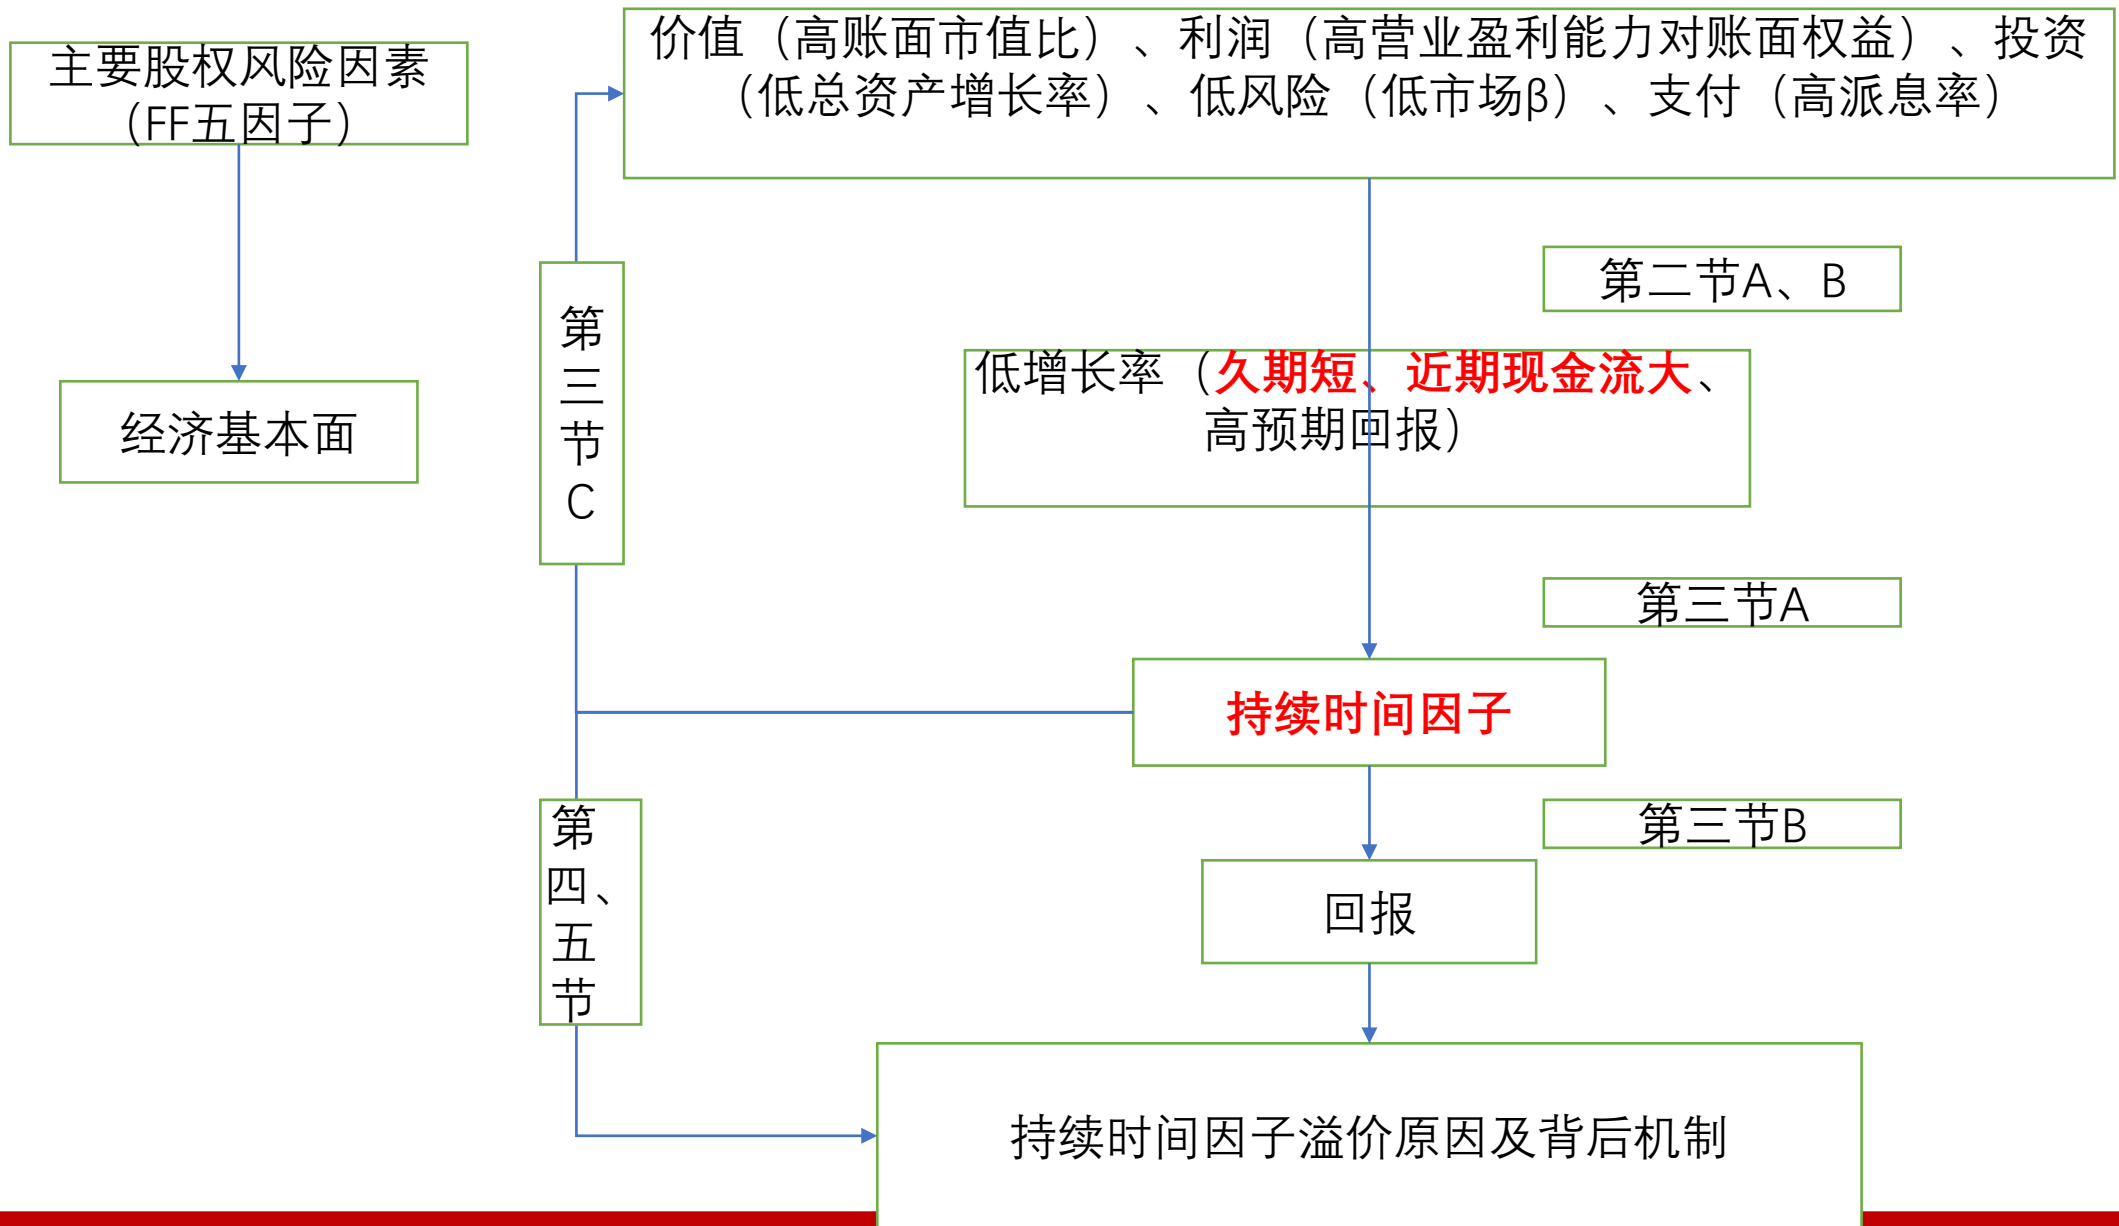 主要股权风险因素
（FF五因子）
价值（高账面市值比）、利润（高营业盈利能力对账面权益）、投资
（低总资产增长率）、低风险（低市场β）、支付（高派息率）
第二节A、B
第
三
节
C
低增长率（久期短、近期现金流大、
高预期回报）
经济基本面
第三节A
持续时间因子
第三节B
第
四、
五
节
回报
持续时间因子溢价原因及背后机制